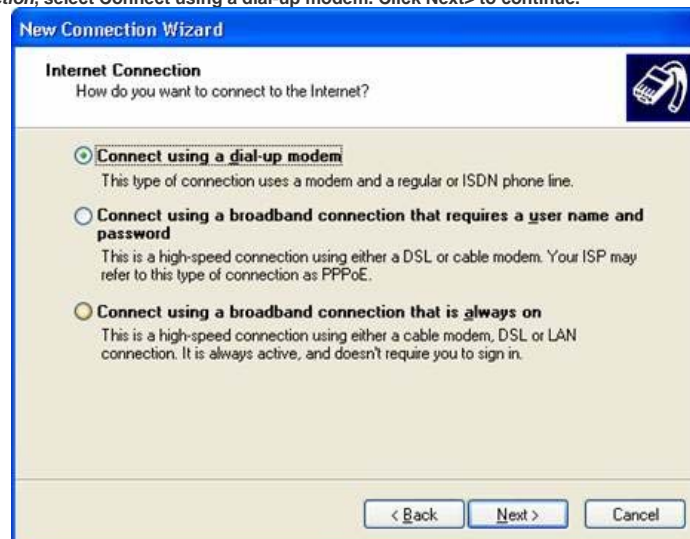 ction, select Connect using a dial-up modem. Click Next> to continue.
New Connection Wizard
Internet Connection
How do you want to connect to the Internet?
Connect using a dial-up modem
This type of connection uses a modem and a regular or ISDN phone line.
Connect using a broadband connection that requires a user name and
password
This is a high-speed connection using either a DSL or cable modem. Your ISP may
refer to this type of connection as PPPoE.
Connect using a broadband connection that is always on
This is a high-speed connection using either a cable modem, DSL or LAN
connection. It is always active, and doesn't require you to sign in.
< Back
Next >
Cancel